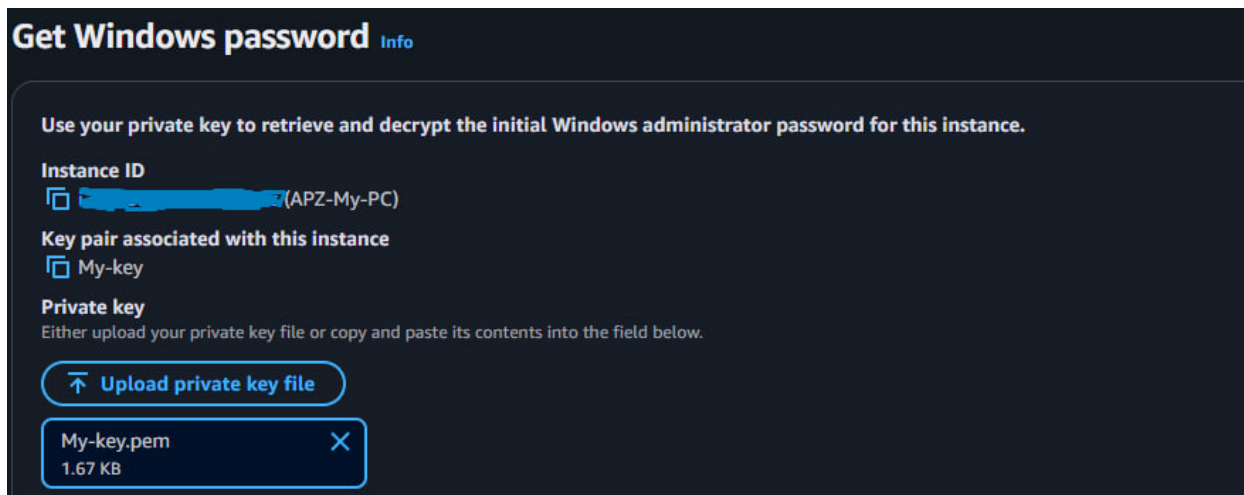 Get Windows password Info
Use your private key to retrieve and decrypt the initial Windows administrator password for this instance.
Instance ID
(APZ-My-PC)
Key pair associated with this instance
My-key
Private key
Either upload your private key file or copy and paste its contents into the field below.
Upload private key file
My-key.pem
1.67 KB